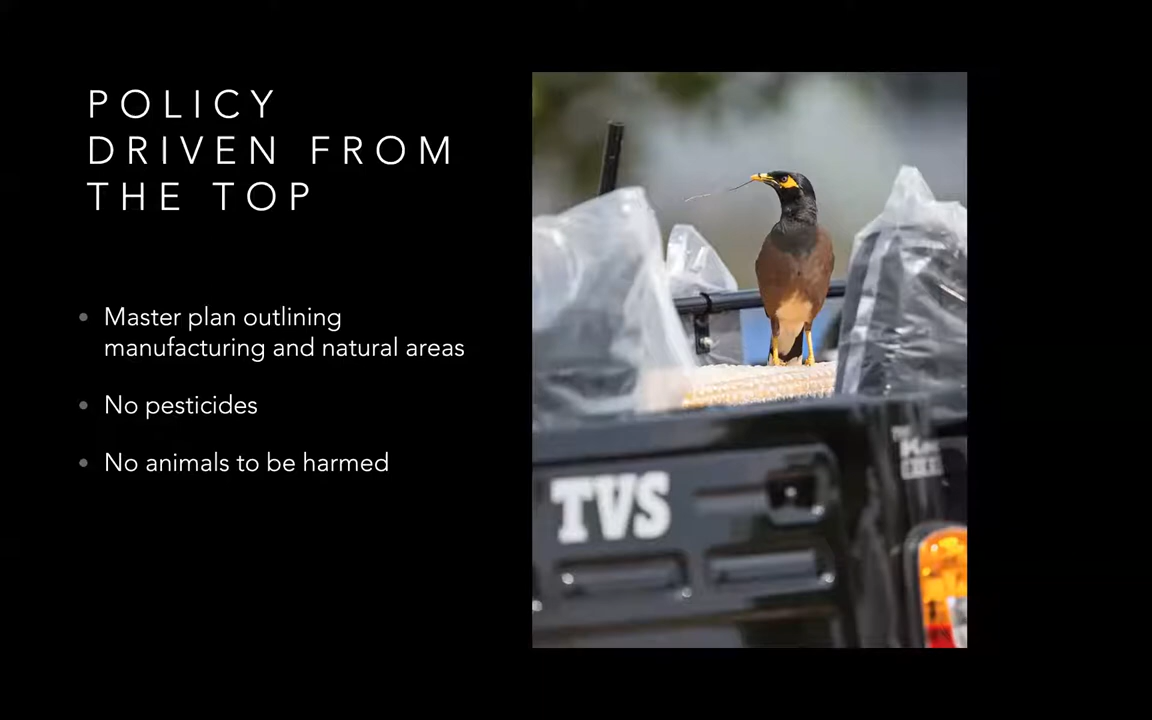 POLICY
DRIVEN FROM
THE TOP
Master plan outlining
manufacturing and natural areas
No pesticides
No animals to be harmed
TVS